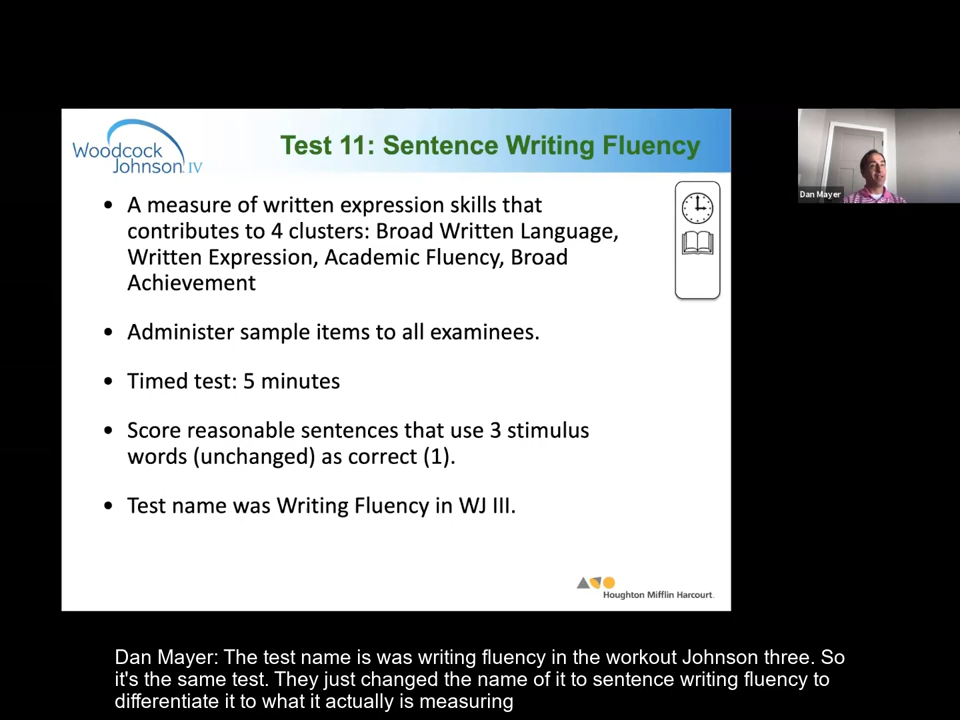 Woodcock
Johnson IV
Test 11: Sentence Writing Fluency
• A measure of written expression skills that
contributes to 4 clusters: Broad Written Language,
Written Expression, Academic Fluency, Broad
Achievement
• Administer sample items to all examinees.
• Timed test: 5 minutes
• Score reasonable sentences that use 3 stimulus
words (unchanged) as correct (1).
• Test name was Writing Fluency in WJ III.
Houghton Mifflin Harcourt
Dan Mayer
Dan Mayer: The test name is was writing fluency in the workout Johnson three. So
it's the same test. They just changed the name of it to sentence writing fluency to
differentiate it to what it actually is measuring